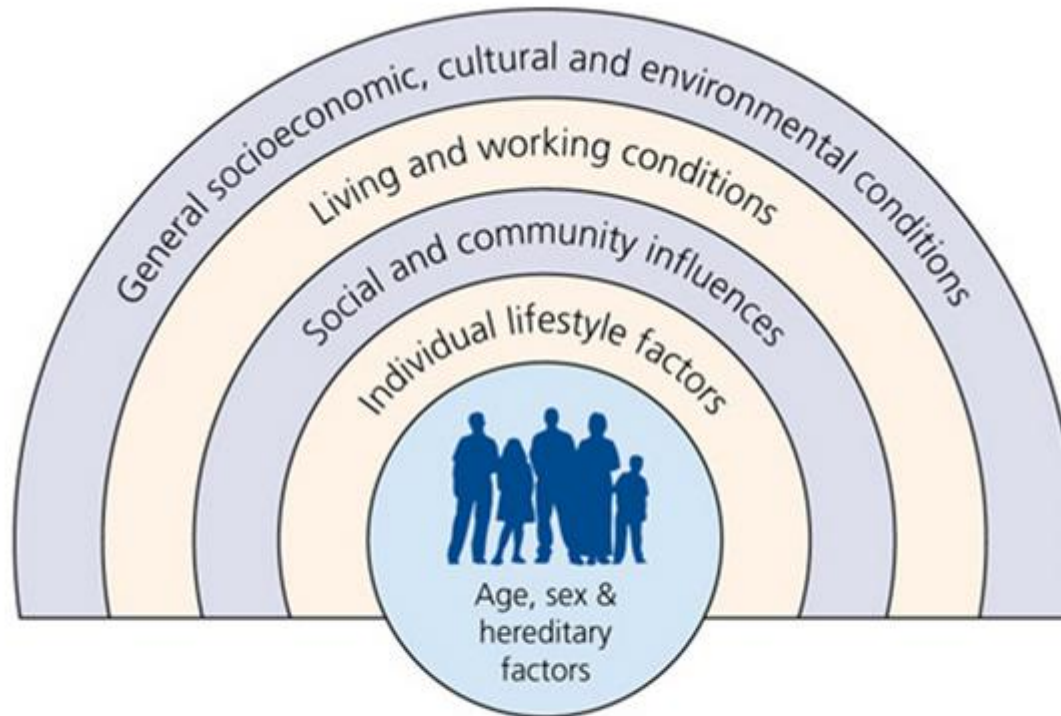 General socioeconomic, cultural and environmental conditions
Living and working conditions
Social and community influences
Individual lifestyle factors
Age, sex &
hereditary
factors